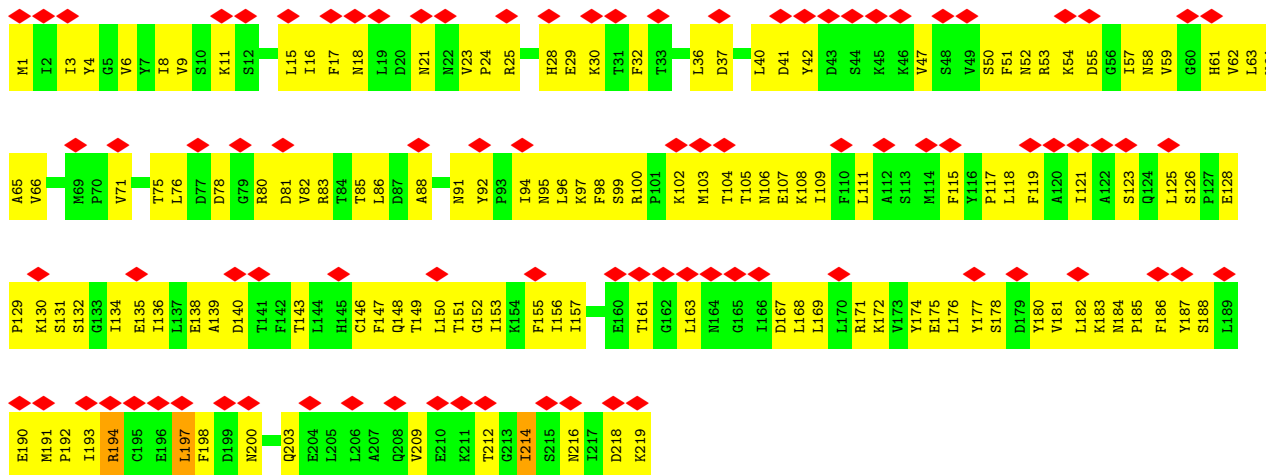 M1 I2 I3 Y4 G5 V6 Y7 I8 V9 S10 K11 S12 L15 I16 F17 N18 L19 D20 N21 N22 V23 P24 R25 H28 E29 K30 T31 F32 T33 L36 D37 L40 D41 Y42 D43 S44 K45 K46 V47 S48 V49 S50 F51 N52 R53 K54 D55 G56 I57 N58 V59 G60 H61 V62 L63
A65 V66 M69 P70 V71 T75 L76 D77 D78 G79 R80 D81 V82 R83 T84 T85 L86 D87 A88 N91 Y92 P93 I94 N95 L96 K97 F98 S99 R100 P101 K102 M103 T104 T105 N106 E107 K108 I109 F110 L111 A112 S113 M114 F115 Y116 P117 L118 F119 A120 I121 A122 S123 Q124 L125 S126 P127 E128
P129 K130 S131 S132 G133 I134 E135 I136 L137 E138 A139 D140 T141 F142 T143 L144 H145 C146 F147 Q148 T149 L150 T151 G152 I153 K154 F155 I156 I157 E160 T161 G162 L163 N164 G165 I166 D167 L168 L169 L170 R171 K172 V173 Y174 E175 L176 Y177 S178 D179 Y180 V181 L182 K183 N184 P185 F186 Y187 S188 L189
E190 M191 P192 I193 R194 C195 E196 L197 F198 D199 N200 Q203 E204 L205 L206 A207 Q208 V209 E210 K211 T212 G213 I214 S215 N216 I217 D218 K219